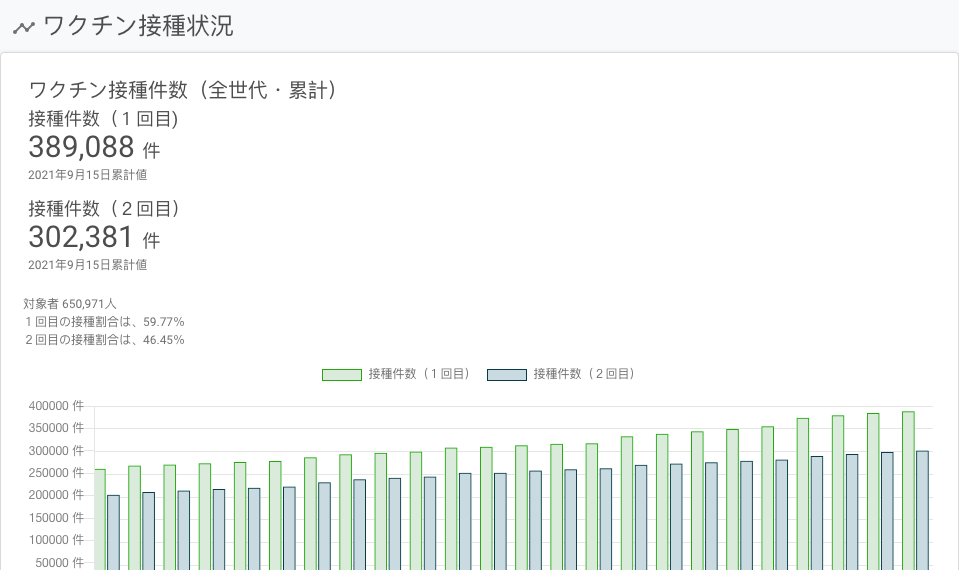 ワクチン接種状況
ワクチン接種件数（全世代・累計）
接種件数（１回目)
389,088 件
2021年9月15日累計値
接種件数（２回目）
302,381 件
2021年9月15日累計値
対象者 650,971人
１回目の接種割合は、59.77%
２回目の接種割合は、46.45%
接種件数（１回目） 接種件数（２回目）
400000 件
350000 件
300000 件
250000 件
200000 件
150000 件
100000 件
50000 件